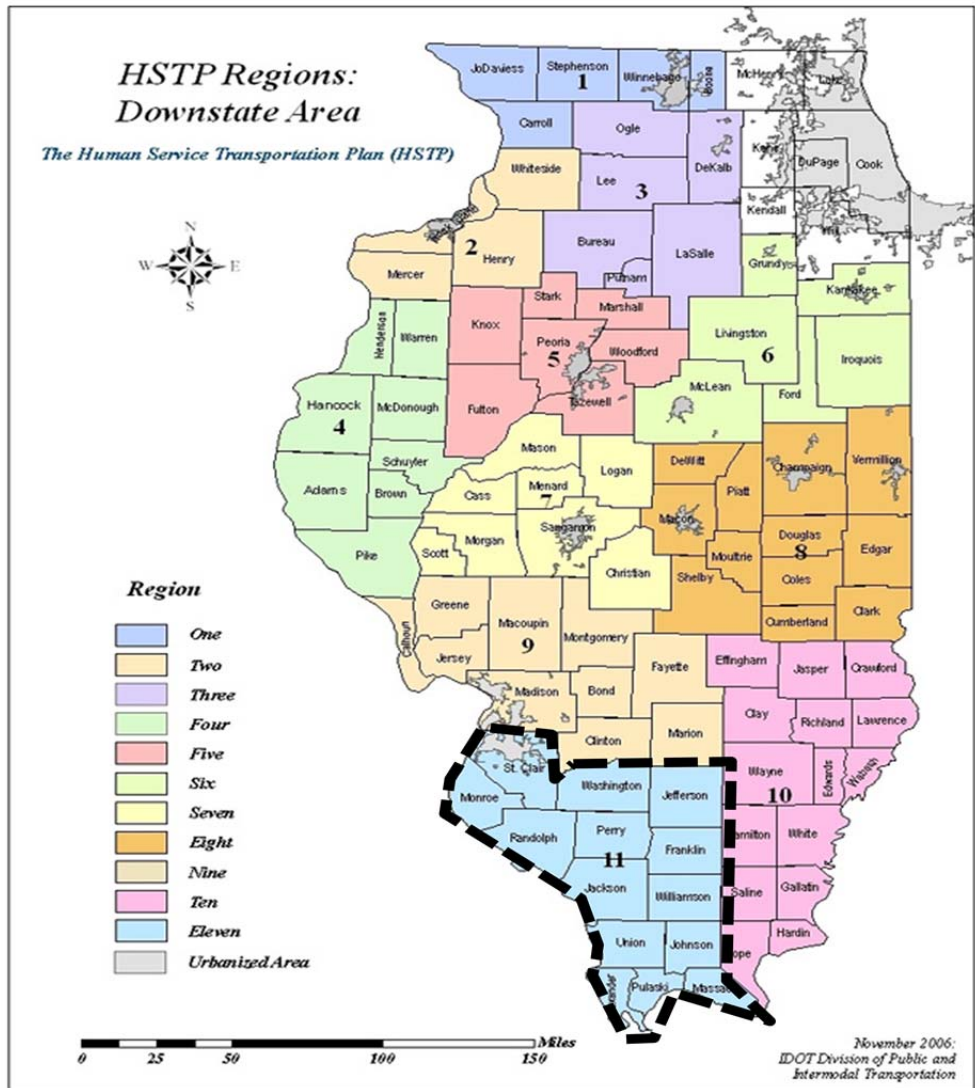 HSTP Regions:
Downstate Area
The Human Service Transportation Plan (HSTP)
N
W E
S
JoDaviess
Stephenson
Winnebago
Boone
McHenry
Lake
1
Carroll
Ogle
DeKalb
Kane
DuPage
Cook
Whiteside
Lee
3
Kendall
Will
2
Henry
Bureau
Putnam
LaSalle
Grundy
Mercer
Kankakee
Henderson
Warren
Knox
Stark
Marshall
Peoria
5
Woodford
Livingston
6
Iroquois
Hancock
McDonough
Fulton
Tazewell
McLean
Ford
4
Schuyler
Mason
Logan
DeWitt
Champaign
Vermillion
Adams
Brown
Cass
Menard
7
Piatt
Macon
Sangamon
Douglas
8
Edgar
Pike
Scott
Morgan
Christian
Moultrie
Coles
Shelby
Cumberland
Clark
Greene
Macoupin
Montgomery
9
Calhoun
Jersey
Fayette
Effingham
Jasper
Crawford
Madison
Bond
Clay
Richland
Lawrence
Clinton
Marion
St. Clair
Wayne
Edwards
Wabash
Washington
Jefferson
10
Monroe
Randolph
Perry
Franklin
amilton
White
11
Jackson
Williamson
Saline
Gallatin
Union
Johnson
ope
Hardin
Pulaski
Massac
Region
One
Two
Three
Four
Five
Six
Seven
Eight
Nine
Ten
Eleven
Urbanized Area
Miles
0 12.5 25 50 75 100 150
November 2006:
IDOT Division of Public and
Intermodal Transportation